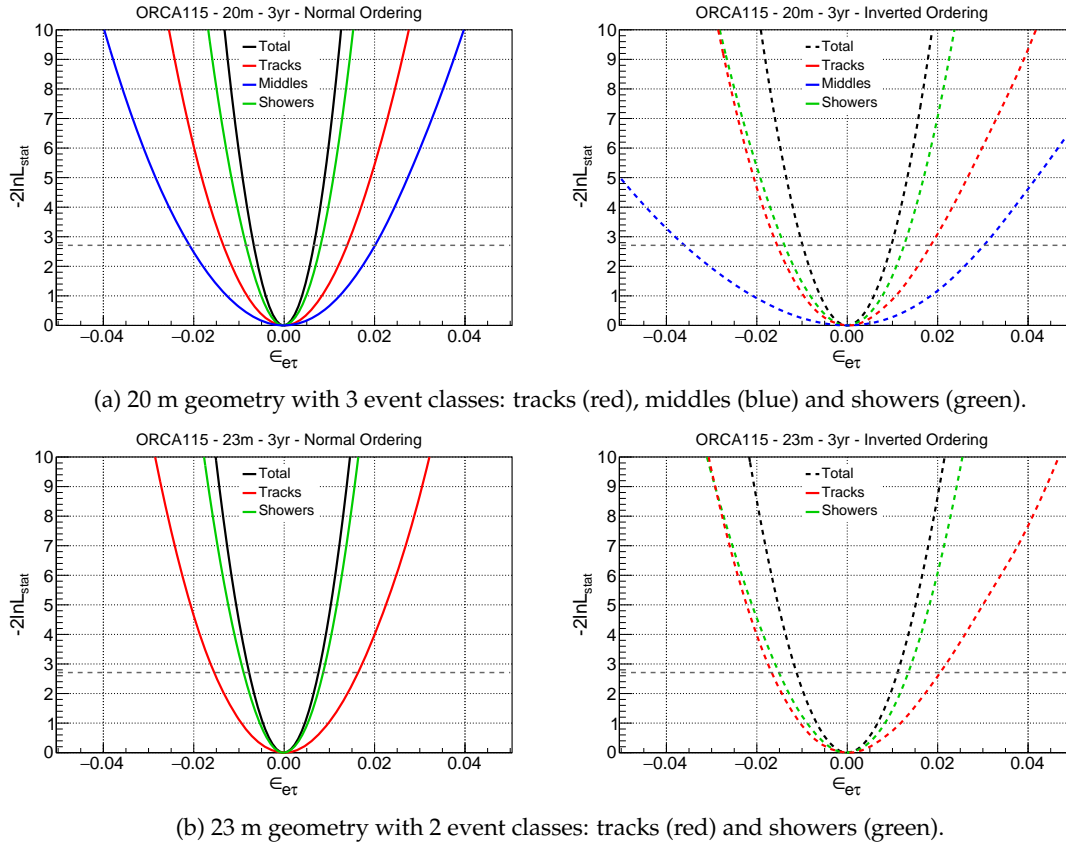 ORCA115 - 20m - 3yr - Normal Ordering
10
9
8
7
6
5
4
3
2
1
0
-2lnL_stat
Total
Tracks
Middles
Showers
−0.04 −0.02 0.00 0.02 0.04
∈_eτ
ORCA115 - 20m - 3yr - Inverted Ordering
10
9
8
7
6
5
4
3
2
1
0
-2lnL_stat
Total
Tracks
Middles
Showers
−0.04 −0.02 0.00 0.02 0.04
∈_eτ
(a) 20 m geometry with 3 event classes: tracks (red), middles (blue) and showers (green).
ORCA115 - 23m - 3yr - Normal Ordering
10
9
8
7
6
5
4
3
2
1
0
-2lnL_stat
Total
Tracks
Showers
−0.04 −0.02 0.00 0.02 0.04
∈_eτ
ORCA115 - 23m - 3yr - Inverted Ordering
10
9
8
7
6
5
4
3
2
1
0
-2lnL_stat
Total
Tracks
Showers
−0.04 −0.02 0.00 0.02 0.04
∈_eτ
(b) 23 m geometry with 2 event classes: tracks (red) and showers (green).